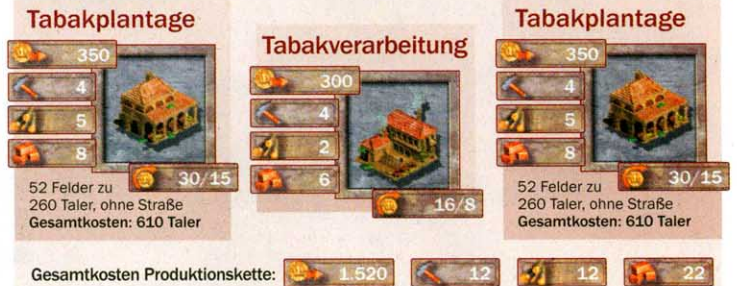 Tabakplantage
350
4
5
8
30/15
52 Felder zu
260 Taler, ohne Straße
Gesamtkosten: 610 Taler
Tabakverarbeitung
300
4
2
6
16/8
Tabakplantage
350
4
5
8
30/15
52 Felder zu
260 Taler, ohne Straße
Gesamtkosten: 610 Taler
Gesamtkosten Produktionskette: 1.520 12 12 22